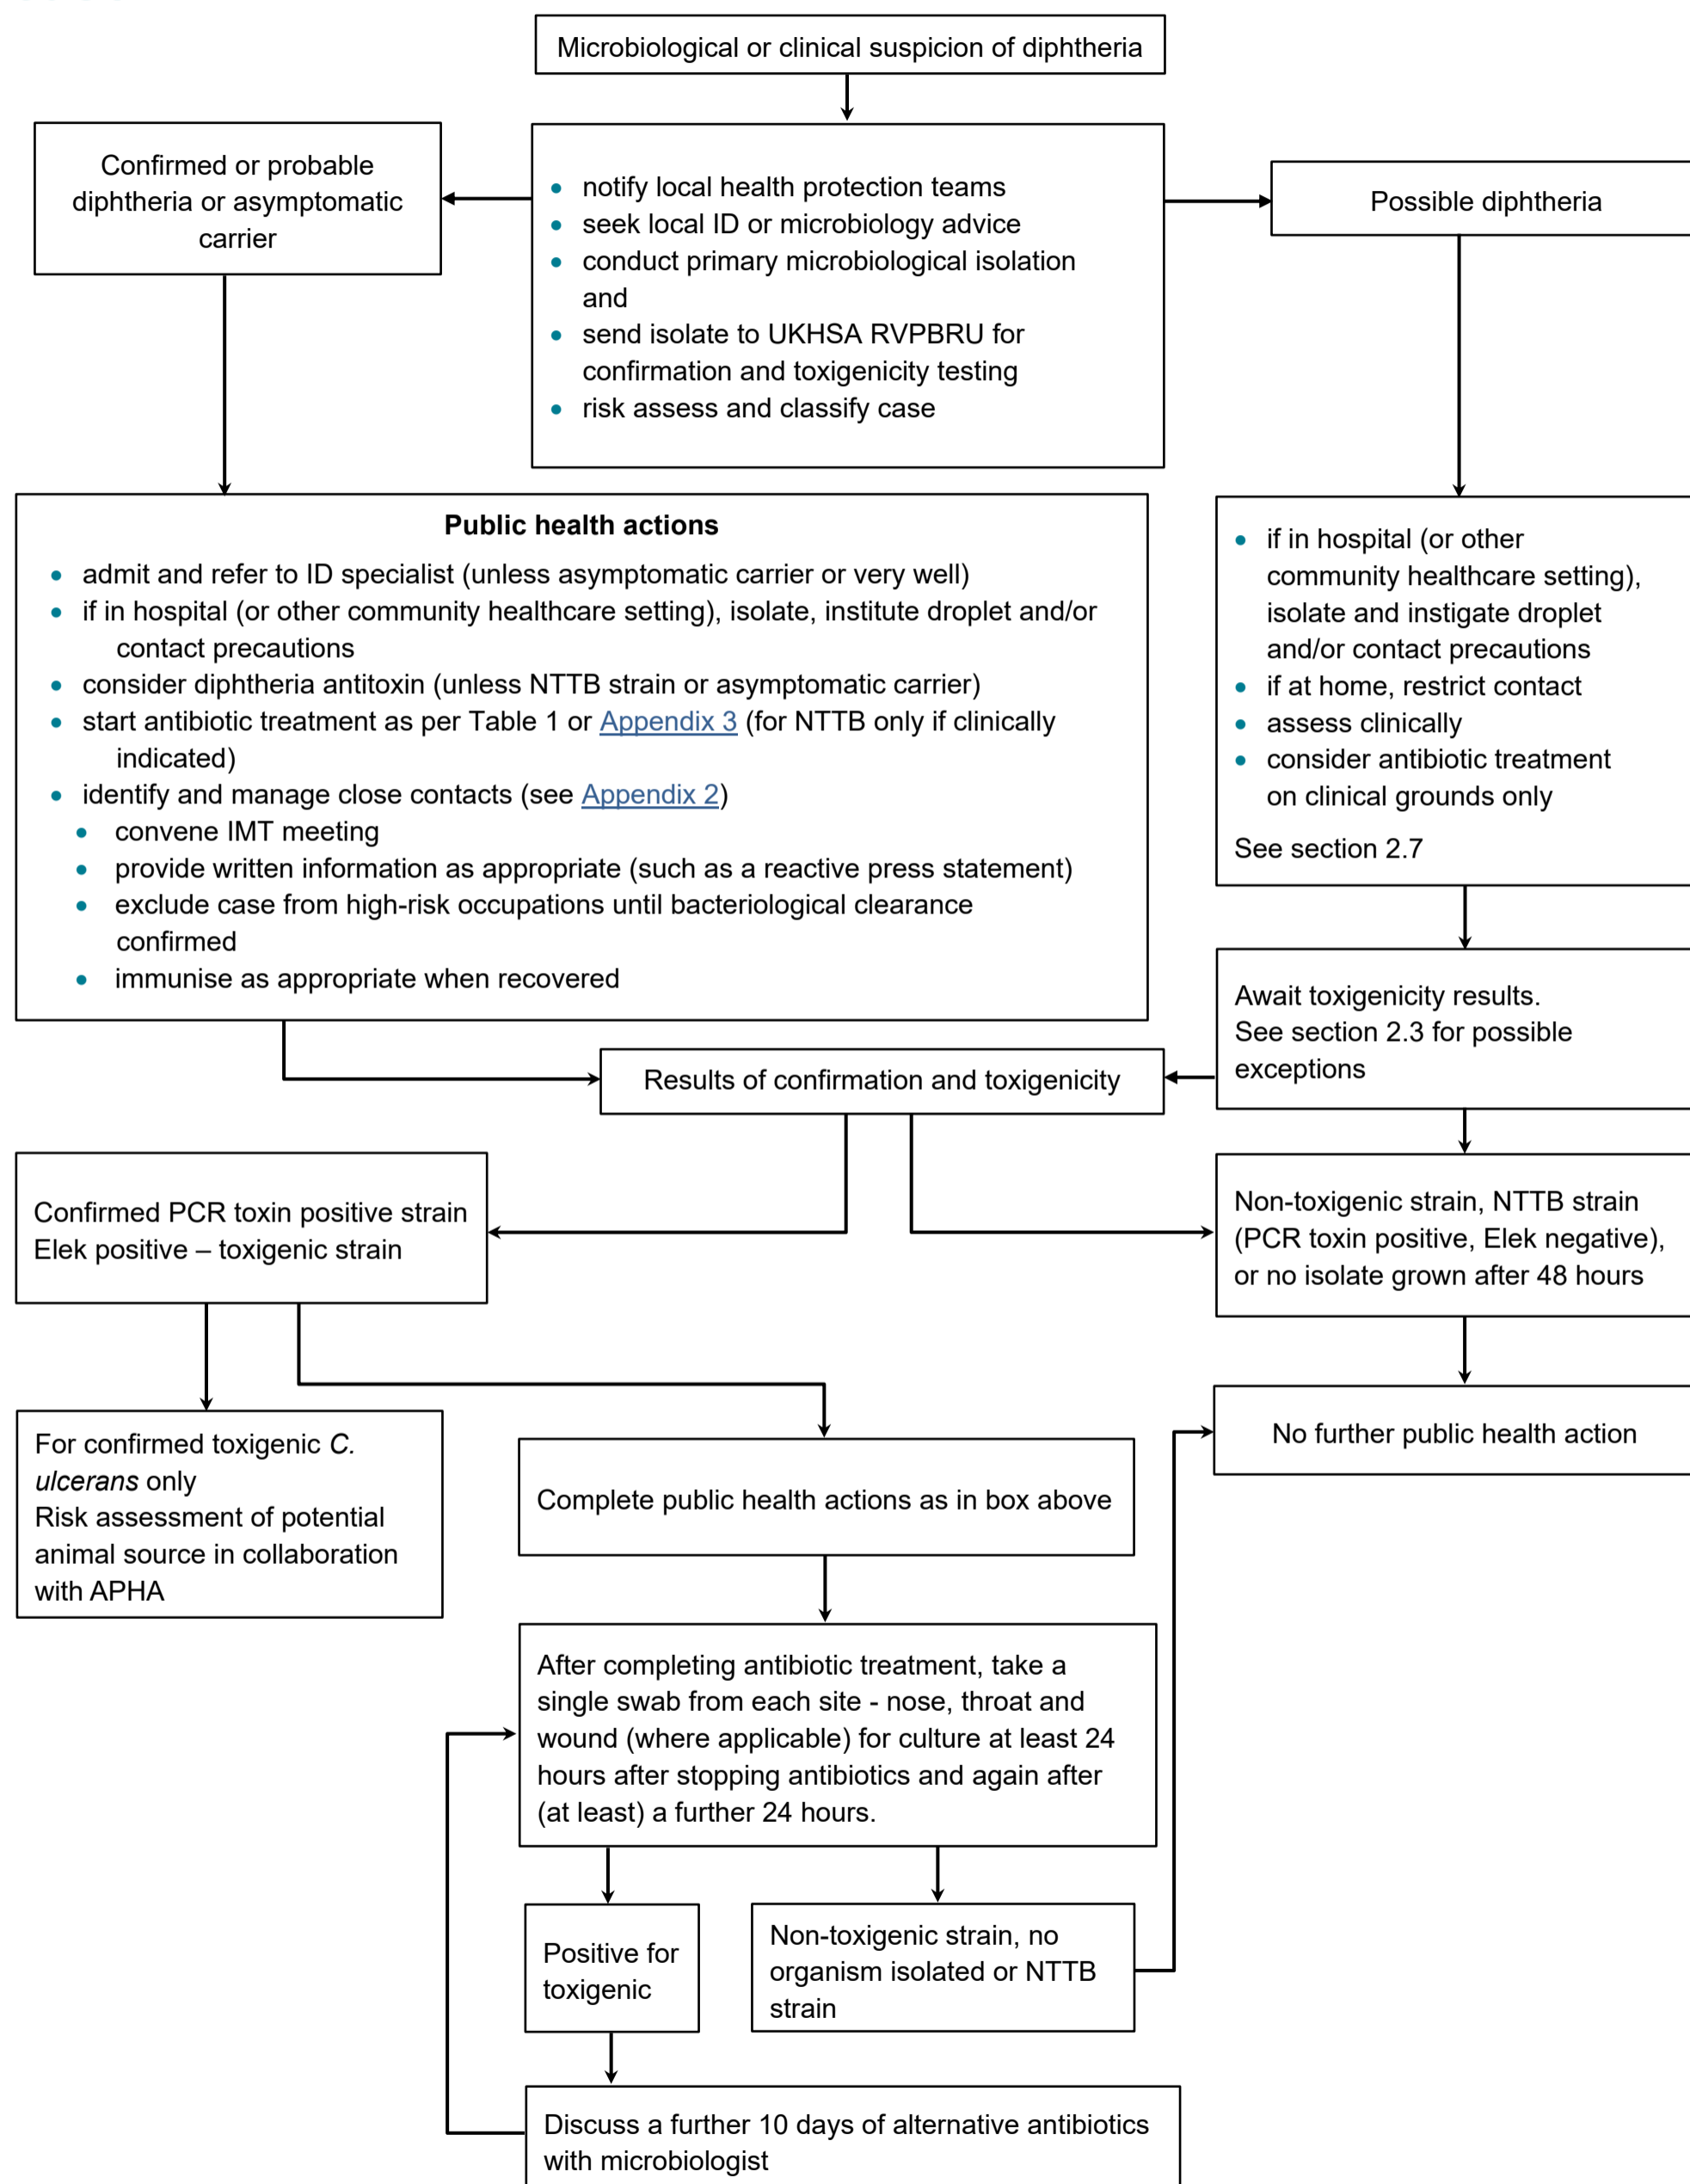 Microbiological or clinical suspicion of diphtheria
Confirmed or probable
diphtheria or asymptomatic
carrier
• notify local health protection teams
• seek local ID or microbiology advice
• conduct primary microbiological isolation
and
• send isolate to UKHSA RVPBRU for
confirmation and toxigenicity testing
• risk assess and classify case
Possible diphtheria
Public health actions
• admit and refer to ID specialist (unless asymptomatic carrier or very well)
• if in hospital (or other community healthcare setting), isolate, institute droplet and/or
contact precautions
• consider diphtheria antitoxin (unless NTTB strain or asymptomatic carrier)
• start antibiotic treatment as per Table 1 or Appendix 3 (for NTTB only if clinically
indicated)
• identify and manage close contacts (see Appendix 2)
• convene IMT meeting
• provide written information as appropriate (such as a reactive press statement)
• exclude case from high-risk occupations until bacteriological clearance
confirmed
• immunise as appropriate when recovered
• if in hospital (or other
community healthcare setting),
isolate and instigate droplet
and/or contact precautions
• if at home, restrict contact
• assess clinically
• consider antibiotic treatment
on clinical grounds only
See section 2.7
Await toxigenicity results.
See section 2.3 for possible
exceptions
Results of confirmation and toxigenicity
Confirmed PCR toxin positive strain
Elek positive – toxigenic strain
Non-toxigenic strain, NTTB strain
(PCR toxin positive, Elek negative),
or no isolate grown after 48 hours
For confirmed toxigenic C.
ulcerans only
Risk assessment of potential
animal source in collaboration
with APHA
Complete public health actions as in box above
No further public health action
After completing antibiotic treatment, take a
single swab from each site - nose, throat and
wound (where applicable) for culture at least 24
hours after stopping antibiotics and again after
(at least) a further 24 hours.
Positive for
toxigenic
Non-toxigenic strain, no
organism isolated or NTTB
strain
Discuss a further 10 days of alternative antibiotics
with microbiologist